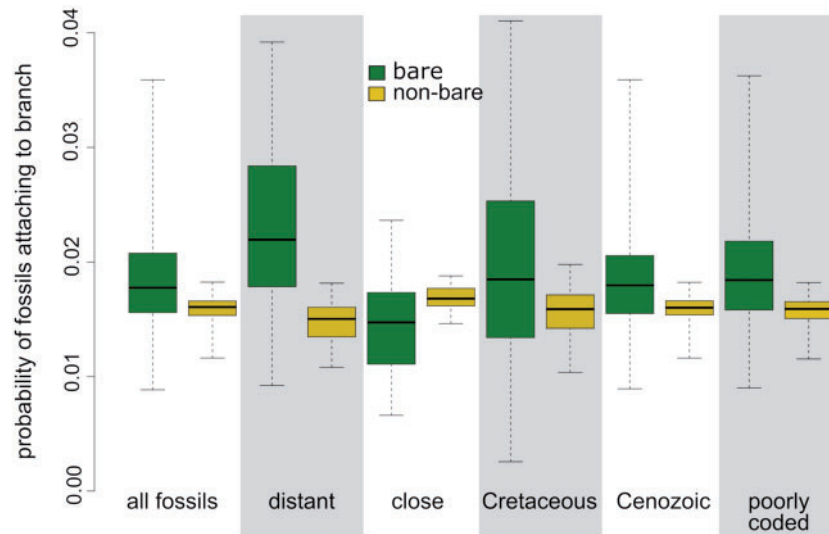 probability of fossils attaching to branch
0.04
0.03
0.02
0.01
0.00
bare
non-bare
all fossils
distant
close
Cretaceous
Cenozoic
poorly
coded